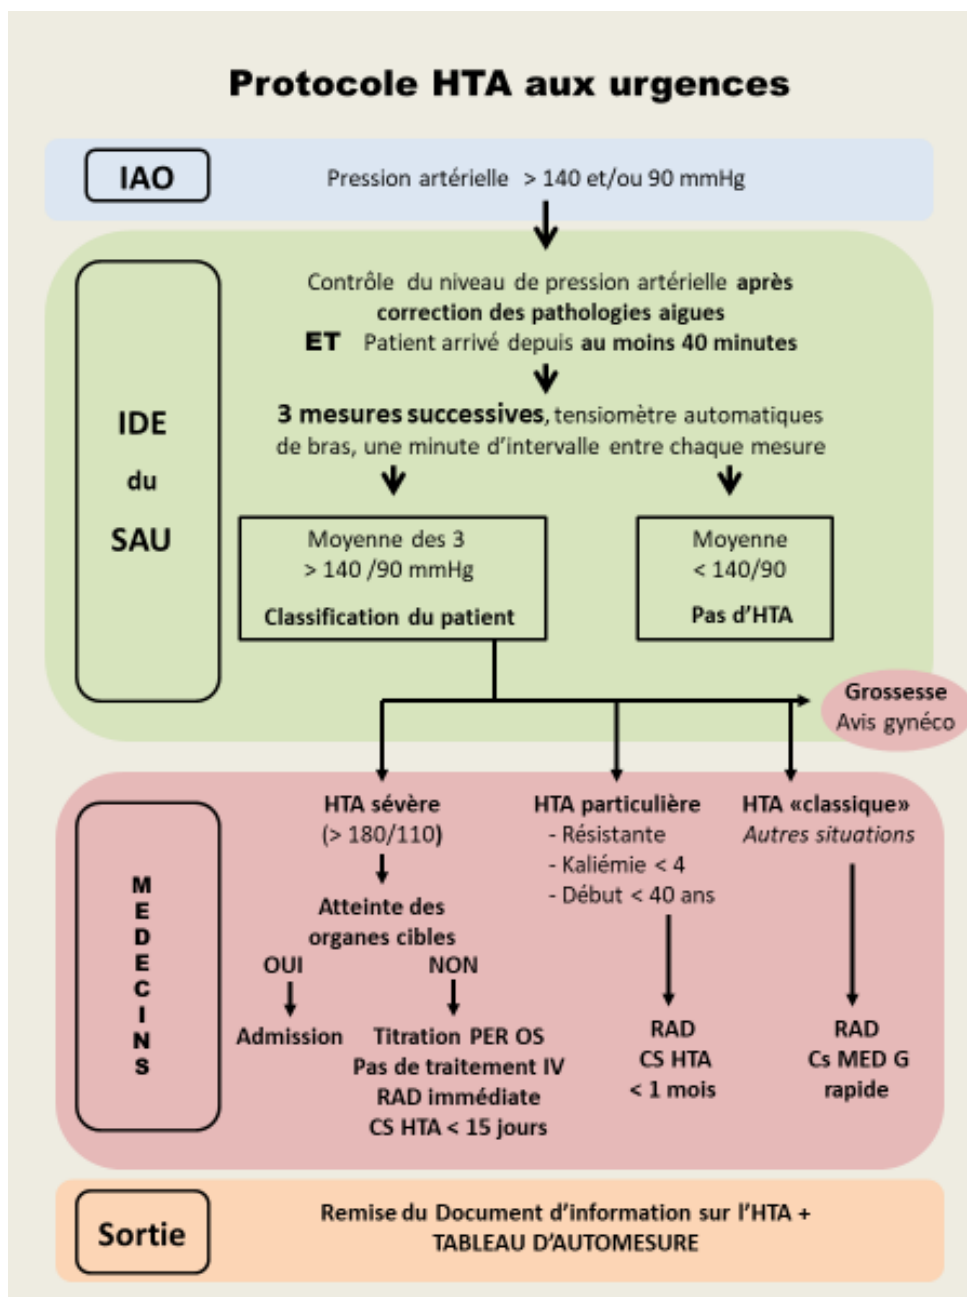 Protocole HTA aux urgences
IAO
Pression artérielle > 140 et/ou 90 mmHg
IDE
du
SAU
Contrôle du niveau de pression artérielle après
correction des pathologies aigues
ET Patient arrivé depuis au moins 40 minutes
3 mesures successives, tensiomètre automatiques
de bras, une minute d'intervalle entre chaque mesure
Moyenne des 3
> 140 /90 mmHg
Classification du patient
Moyenne
< 140/90
Pas d'HTA
Grossesse
Avis gynéco
MEDECINS
HTA sévère
(> 180/110)
Atteinte des
organes cibles
OUI
NON
Admission
Titration PER OS
Pas de traitement IV
RAD immédiate
CS HTA < 15 jours
HTA particulière
- Résistante
- Kaliémie < 4
- Début < 40 ans
RAD
CS HTA
< 1 mois
HTA «classique»
Autres situations
RAD
Cs MED G
rapide
Sortie
Remise du Document d'information sur l'HTA +
TABLEAU D'AUTOMESURE